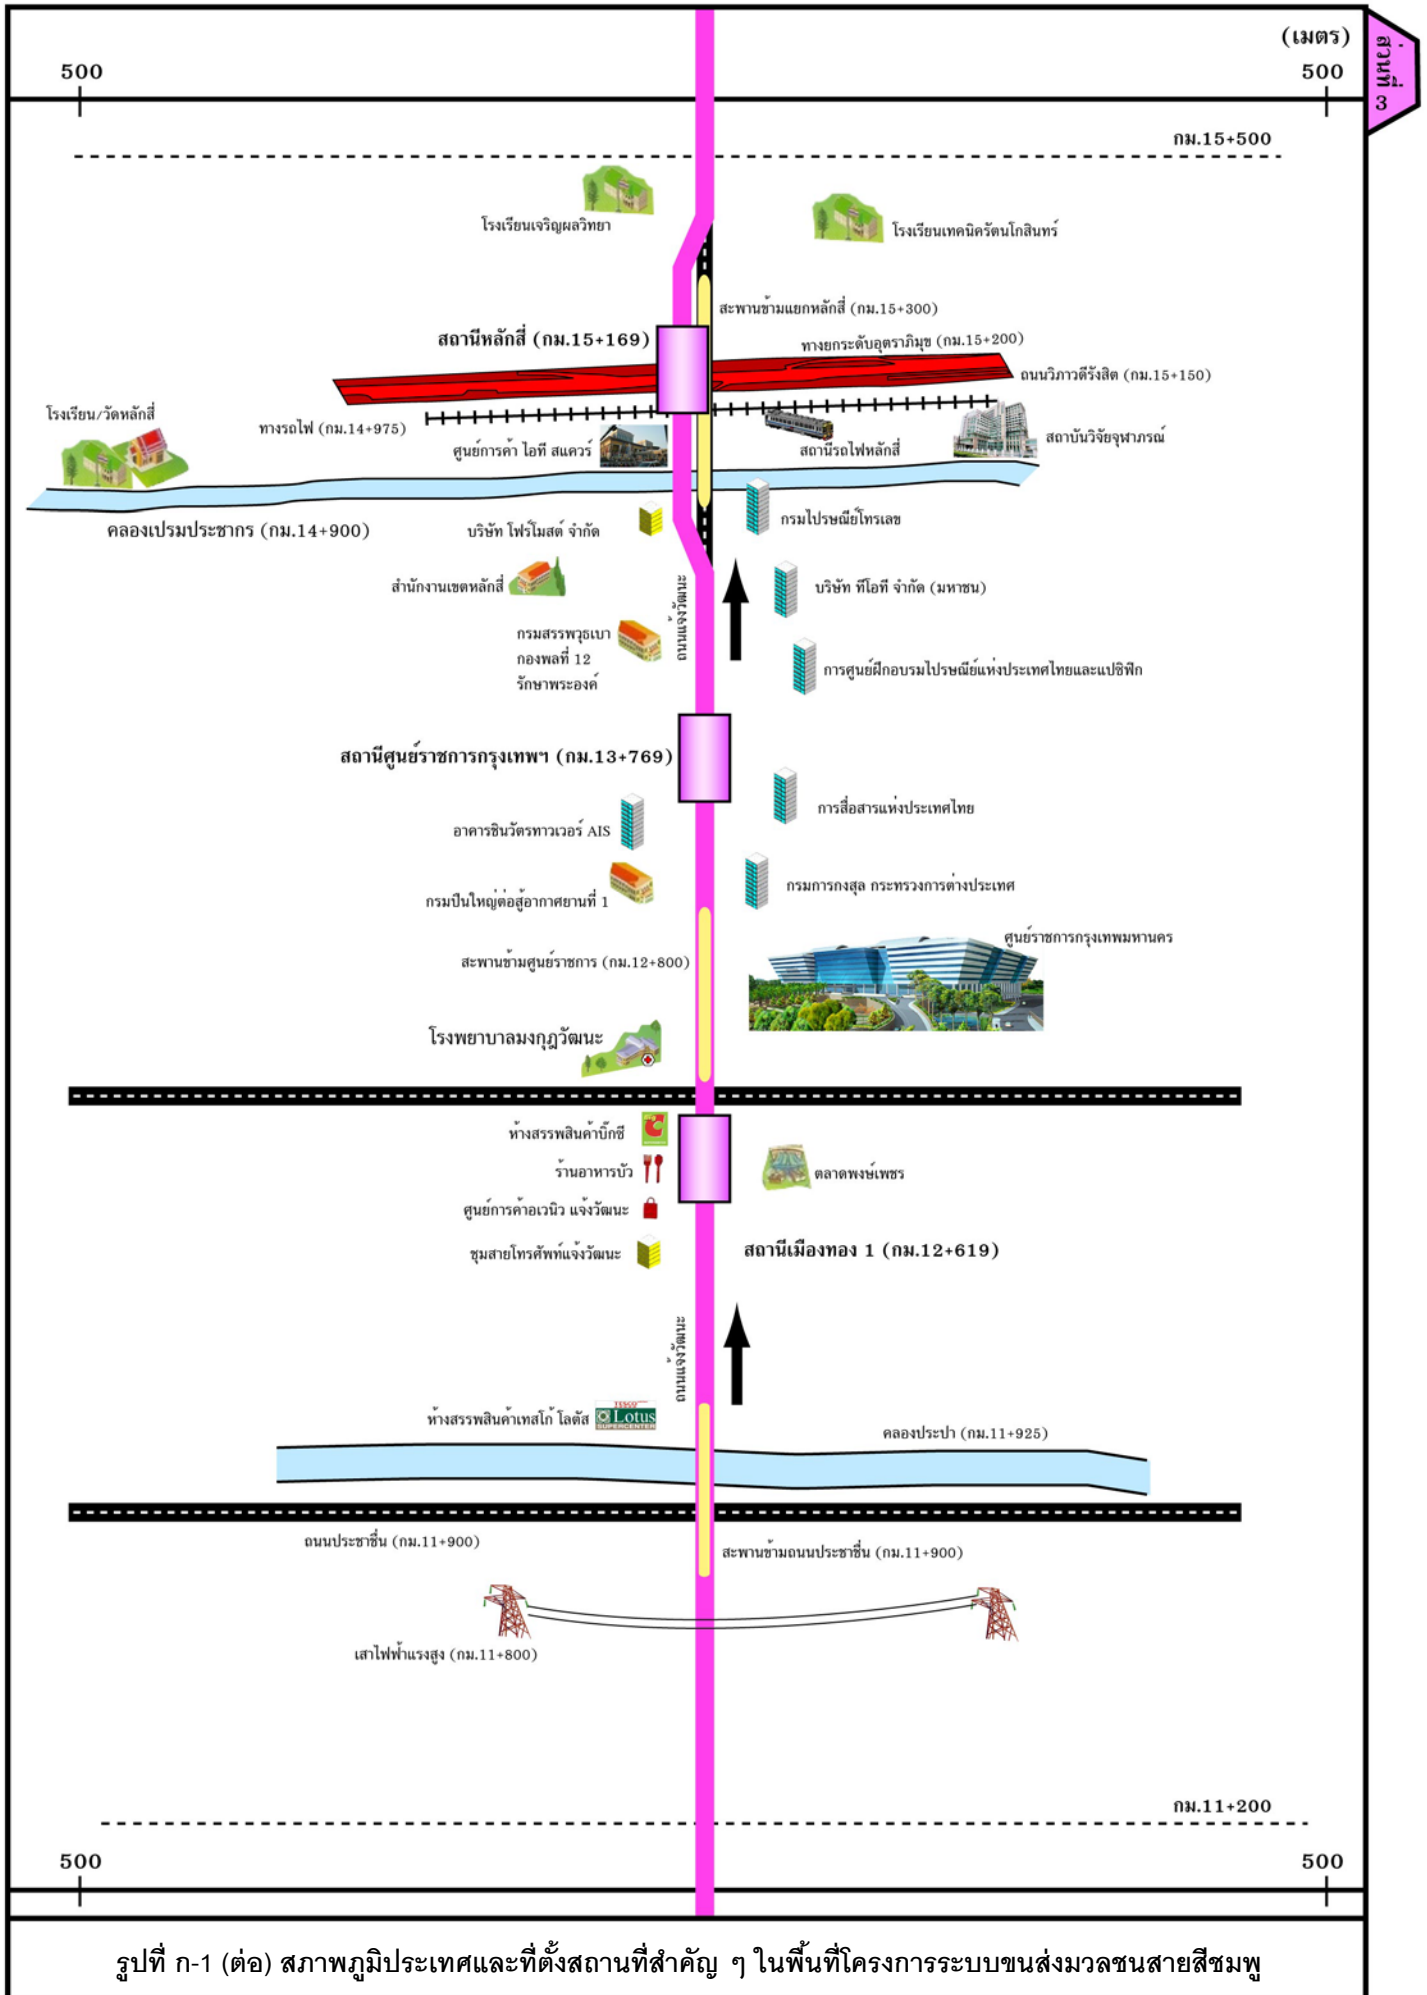 (เมตร)
ส่วนที่ 3
500
500
กม.15+500
โรงเรียนเจริญผลวิทยา
โรงเรียนเทคนิครัตนโกสินทร์
สะพานข้ามแยกหลักสี่ (กม.15+300)
สถานีหลักสี่ (กม.15+169)
ทางยกระดับอุตราภิมุข (กม.15+200)
ถนนวิภาวดีรังสิต (กม.15+150)
โรงเรียน/วัดหลักสี่
ทางรถไฟ (กม.14+975)
ศูนย์การค้า ไอที สแควร์
สถานีรถไฟหลักสี่
สถาบันวิจัยจุฬาภรณ์
คลองเปรมประชากร (กม.14+900)
บริษัท โฟร์โมสต์ จำกัด
กรมไปรษณีย์โทรเลข
สำนักงานเขตหลักสี่
บริษัท ทีโอที จำกัด (มหาชน)
ถนนแจ้งวัฒนะ
กรมสรรพวุธเบา
กองพลที่ 12
รักษาพระองค์
การศูนย์ฝึกอบรมไปรษณีย์แห่งประเทศไทยและแปซิฟิก
สถานีศูนย์ราชการกรุงเทพฯ (กม.13+769)
การสื่อสารแห่งประเทศไทย
อาคารชินวัตรทาวเวอร์ AIS
กรมการกงสุล กระทรวงการต่างประเทศ
กรมปืนใหญ่ต่อสู้อากาศยานที่ 1
ศูนย์ราชการกรุงเทพมหานคร
สะพานข้ามศูนย์ราชการ (กม.12+800)
โรงพยาบาลมงกุฎวัฒนะ
ห้างสรรพสินค้าบิ๊กซี
ร้านอาหารบัว
ตลาดพงษ์เพชร
ศูนย์การค้าอเวนิว แจ้งวัฒนะ
ชุมสายโทรศัพท์แจ้งวัฒนะ
สถานีเมืองทอง 1 (กม.12+619)
ถนนแจ้งวัฒนะ
ห้างสรรพสินค้าเทสโก้ โลตัส
TESCO
Lotus
SUPERCENTER
คลองประปา (กม.11+925)
ถนนประชาชื่น (กม.11+900)
สะพานข้ามถนนประชาชื่น (กม.11+900)
เสาไฟฟ้าแรงสูง (กม.11+800)
กม.11+200
500
500
รูปที่ ก-1 (ต่อ) สภาพภูมิประเทศและที่ตั้งสถานที่สำคัญ ๆ ในพื้นที่โครงการระบบขนส่งมวลชนสายสีชมพู